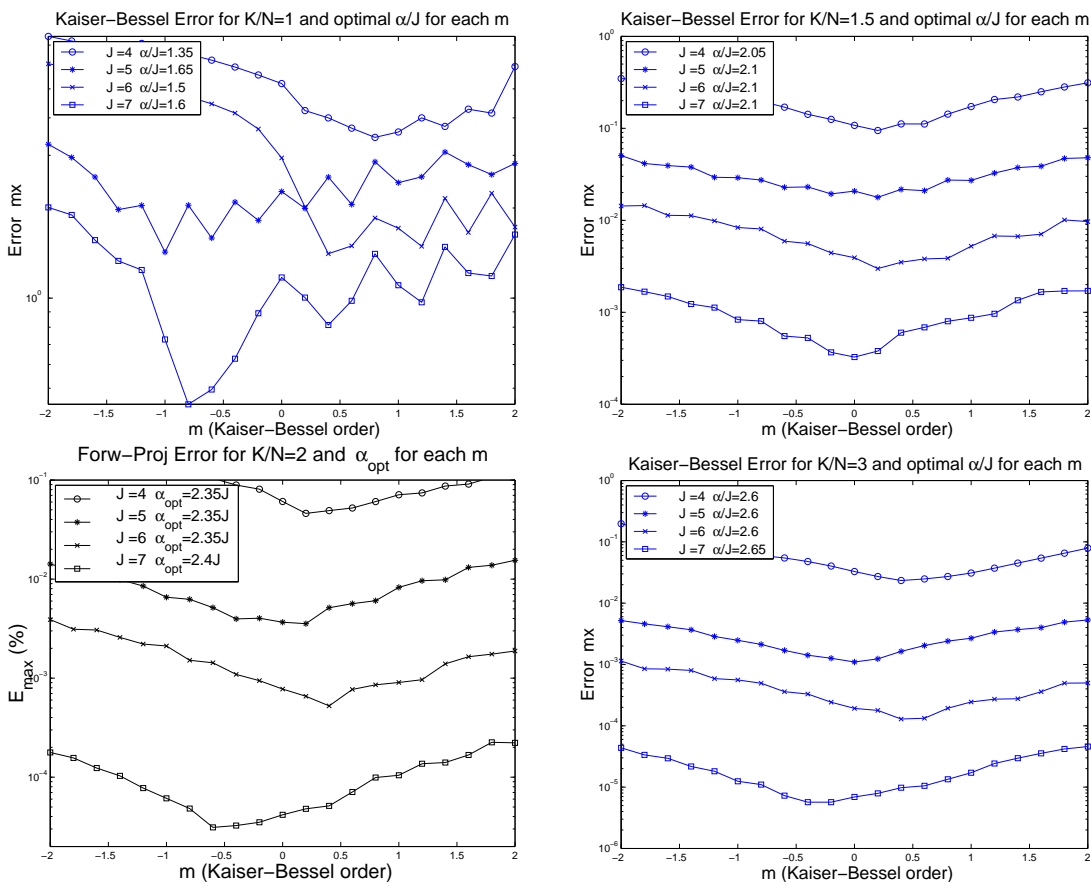 Kaiser−Bessel Error for K/N=1 and optimal α/J for each m
J =4 α/J=1.35
J =5 α/J=1.65
J =6 α/J=1.5
J =7 α/J=1.6
Error mx
10^0
−2 −1.5 −1 −0.5 0 0.5 1 1.5 2
m (Kaiser−Bessel order)
Kaiser−Bessel Error for K/N=1.5 and optimal α/J for each m
J =4 α/J=2.05
J =5 α/J=2.1
J =6 α/J=2.1
J =7 α/J=2.1
Error mx
10^0
10^−1
10^−2
10^−3
10^−4
−2 −1.5 −1 −0.5 0 0.5 1 1.5 2
m (Kaiser−Bessel order)
Forw−Proj Error for K/N=2 and α_opt for each m
J =4 α_opt=2.35J
J =5 α_opt=2.35J
J =6 α_opt=2.35J
J =7 α_opt=2.4J
E_max (%)
10^−1
10^−2
10^−3
10^−4
−2 −1.5 −1 −0.5 0 0.5 1 1.5 2
m (Kaiser−Bessel order)
Kaiser−Bessel Error for K/N=3 and optimal α/J for each m
J =4 α/J=2.6
J =5 α/J=2.6
J =6 α/J=2.6
J =7 α/J=2.65
Error mx
10^0
10^−1
10^−2
10^−3
10^−4
10^−5
10^−6
−2 −1.5 −1 −0.5 0 0.5 1 1.5 2
m (Kaiser−Bessel order)